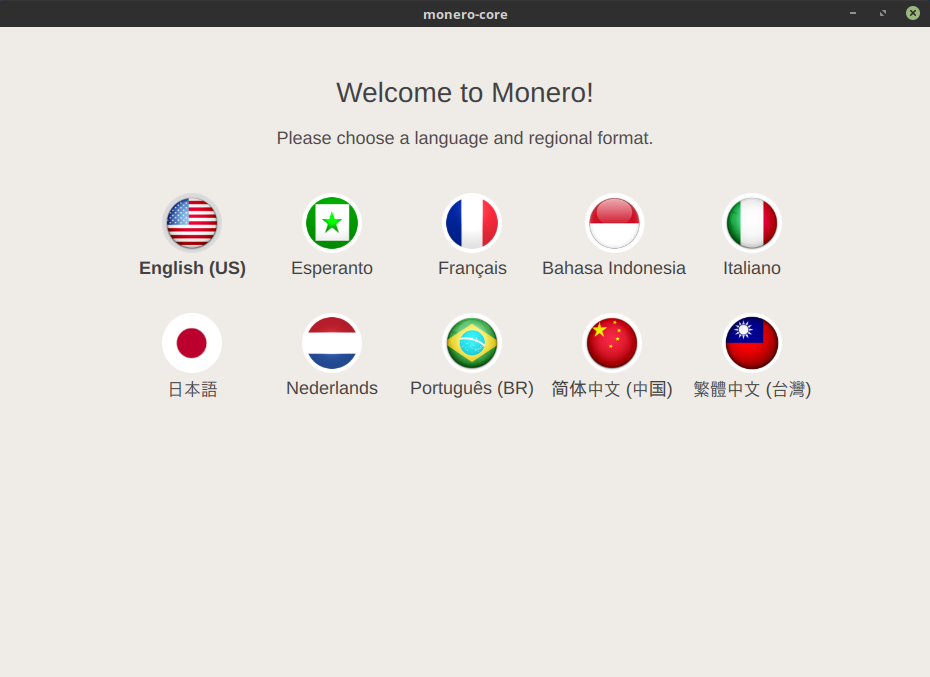 monero-core
Welcome to Monero!
Please choose a language and regional format.
English (US)
Esperanto
Français
Bahasa Indonesia
Italiano
日本語
Nederlands
Português (BR)
简体中文 (中国)
繁體中文 (台灣)